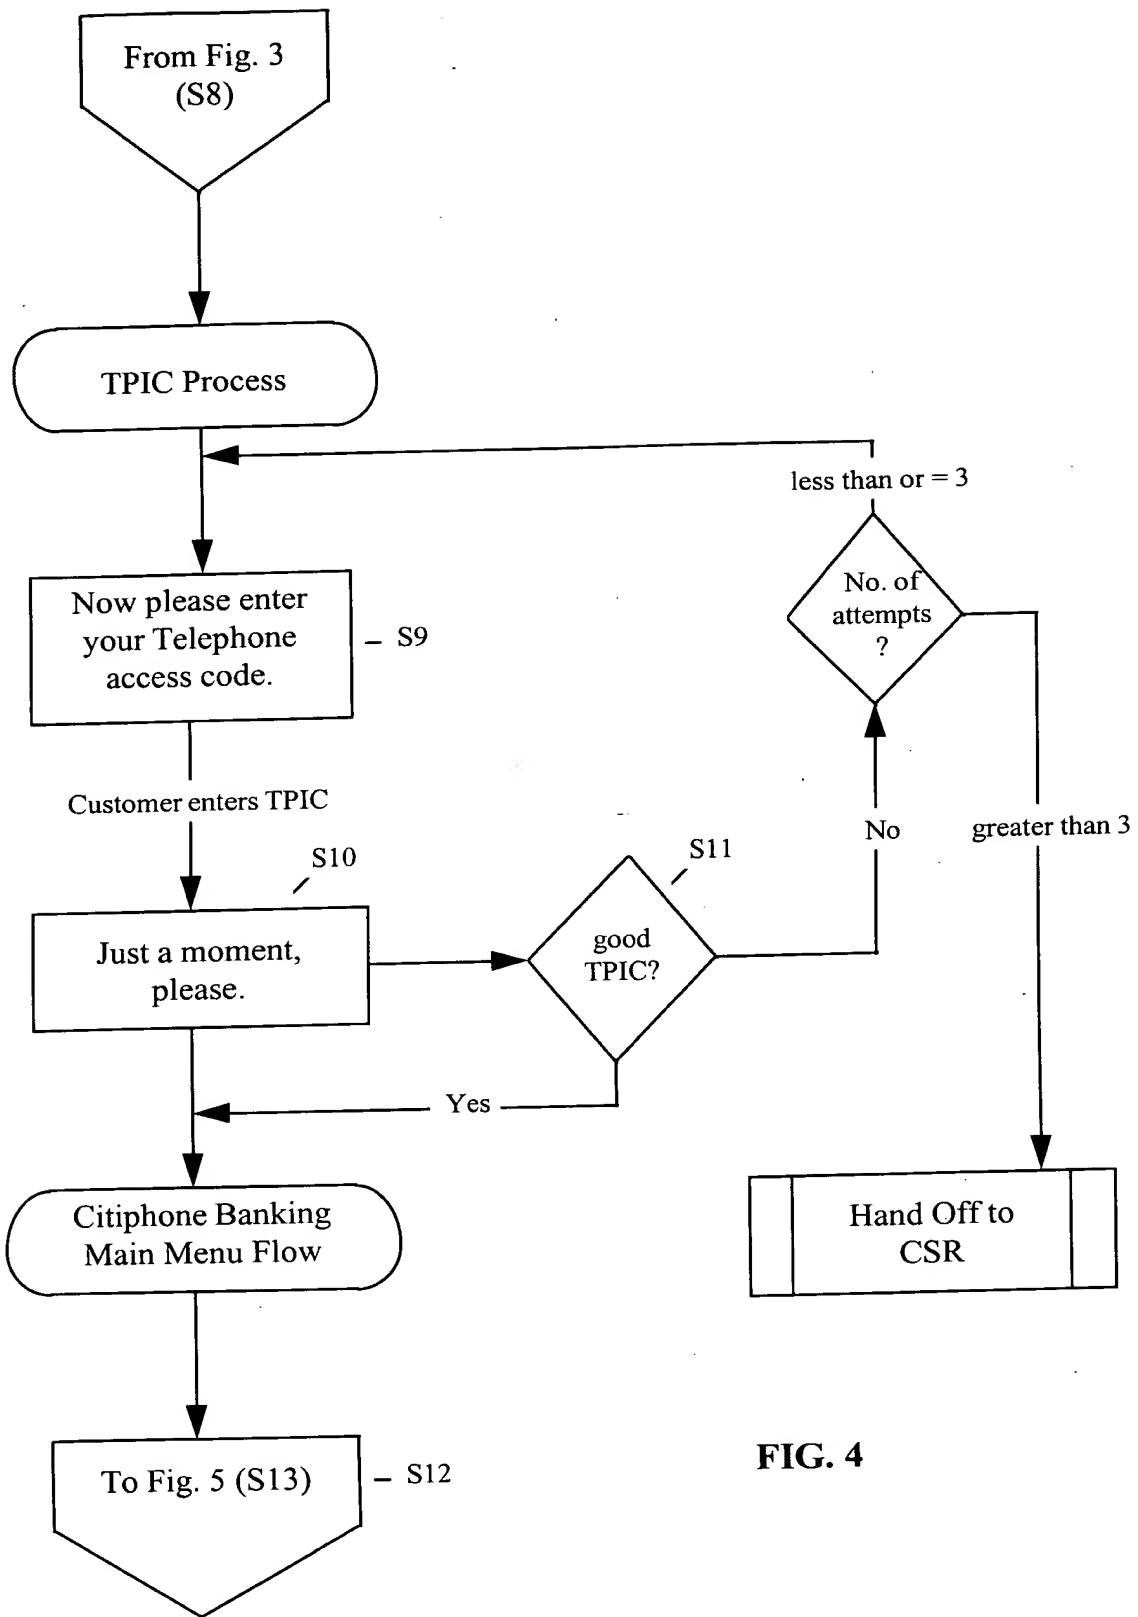 From Fig. 3
(S8)
TPIC Process
less than or = 3
No. of
attempts
?
Now please enter
your Telephone
access code.
– S9
Customer enters TPIC
No
greater than 3
S10
S11
Just a moment,
please.
good
TPIC?
Yes
Citiphone Banking
Main Menu Flow
Hand Off to
CSR
To Fig. 5 (S13)
– S12
FIG. 4